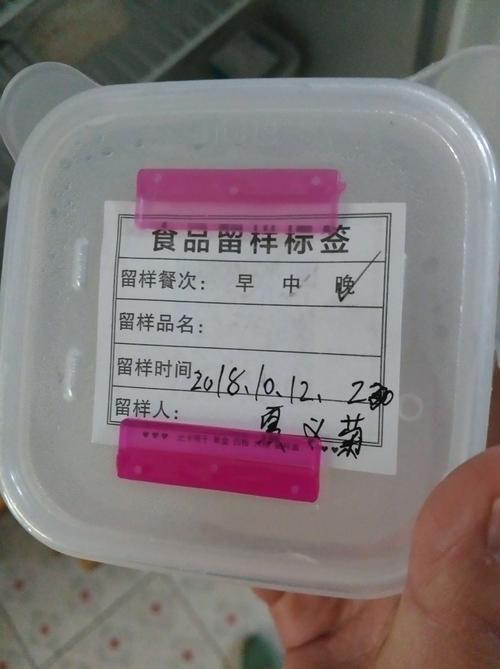 食品留样标签
留样餐次: 早 中 晚
留样品名:
留样时间 2018.10.12.
留样人: 夏